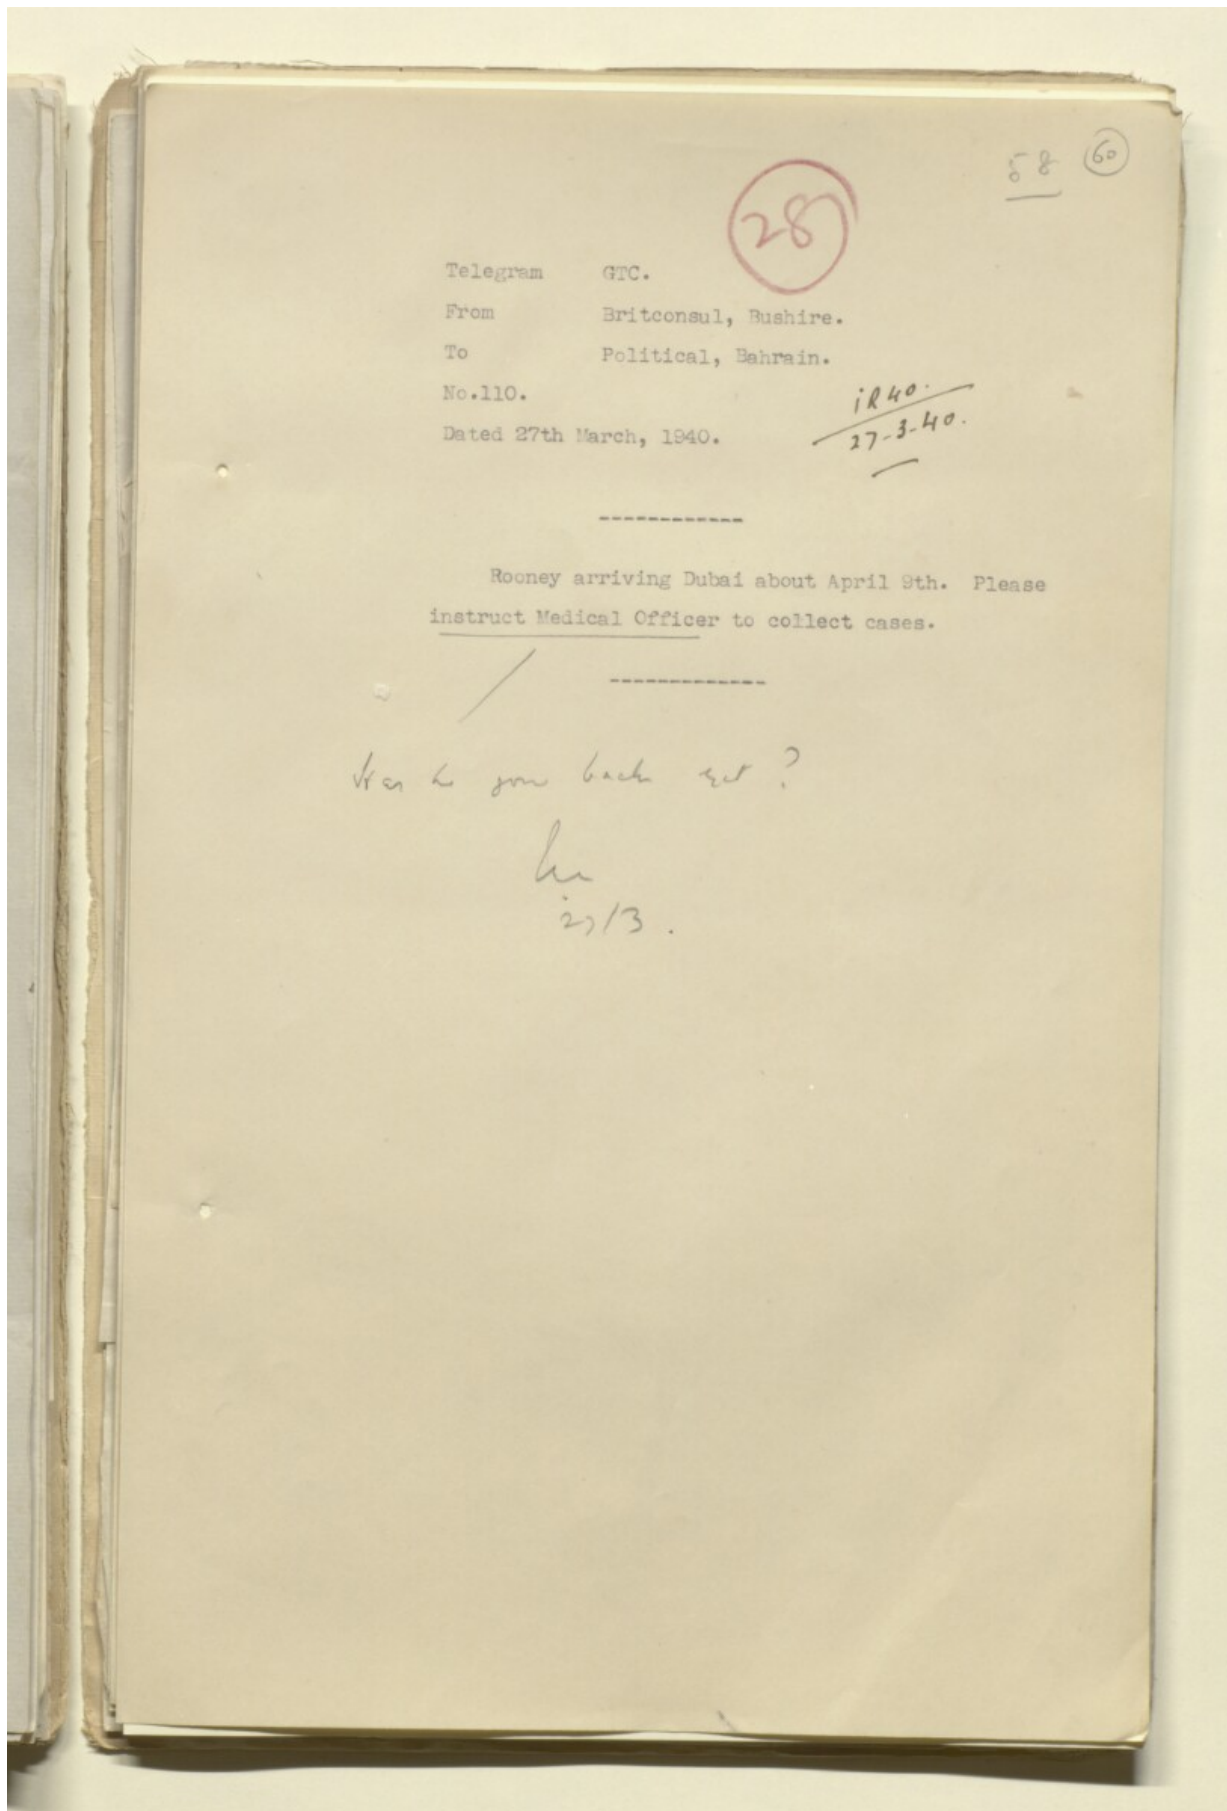 58 60
28
Telegram GTC.
From Britconsul, Bushire.
To Political, Bahrain.
No.110.
iR 40.
Dated 27th March, 1940.
27-3-40.
------------
Rooney arriving Dubai about April 9th. Please
instruct Medical Officer to collect cases.
-------------
Has he gone back yet?
27/3.